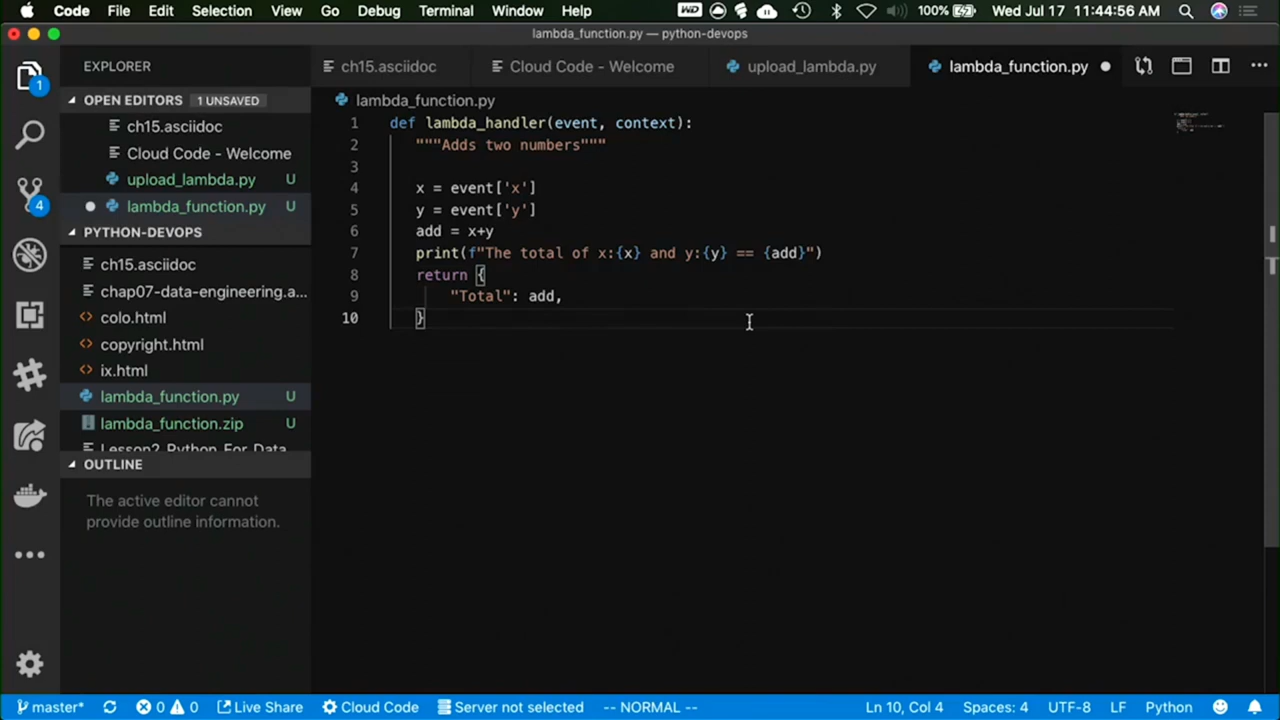 Code File Edit Selection View Go Debug Terminal Window Help WD 100% Wed Jul 17 11:44:56 AM
lambda_function.py — python-devops
EXPLORER
ch15.asciidoc Cloud Code - Welcome upload_lambda.py lambda_function.py
1
OPEN EDITORS 1 UNSAVED
ch15.asciidoc
Cloud Code - Welcome
upload_lambda.py U
lambda_function.py U
4
PYTHON-DEVOPS
ch15.asciidoc
chap07-data-engineering.a...
colo.html
copyright.html
ix.html
lambda_function.py U
lambda_function.zip U
Lesson2_Python_For_Data
OUTLINE
The active editor cannot
provide outline information.
lambda_function.py
1 def lambda_handler(event, context):
2 """Adds two numbers"""
3
4 x = event['x']
5 y = event['y']
6 add = x+y
7 print(f"The total of x:{x} and y:{y} == {add}")
8 return {
9 "Total": add,
10 }
master* 0 0 Live Share Cloud Code Server not selected -- NORMAL -- Ln 10, Col 4 Spaces: 4 UTF-8 LF Python